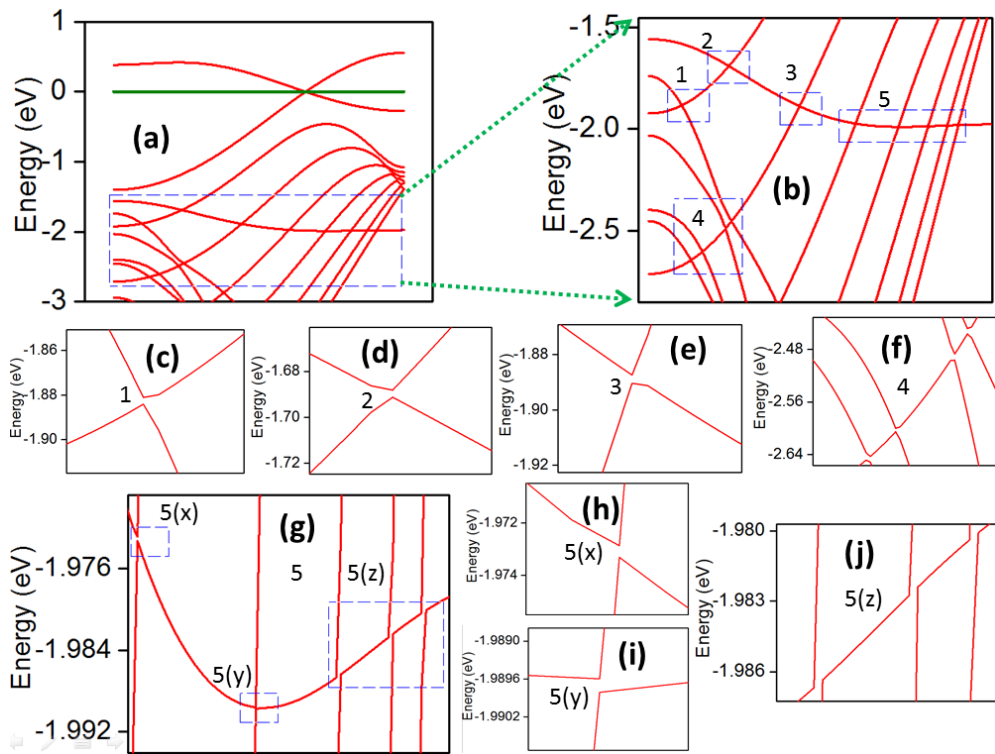 1
0
-1
-2
-3
Energy (eV)
(a)
-1.5
-2.0
-2.5
Energy (eV)
1
2
3
4
5
(b)
-1.86
-1.88
-1.90
Energy (eV)
(c)
1
-1.68
-1.70
-1.72
Energy (eV)
(d)
2
-1.88
-1.90
-1.92
Energy (eV)
(e)
3
-2.48
-2.56
-2.64
Energy (eV)
(f)
4
-1.976
-1.984
-1.992
Energy (eV)
5(x)
(g)
5
5(z)
5(y)
-1.972
-1.974
Energy (eV)
(h)
5(x)
-1.9890
-1.9896
-1.9902
Energy (eV)
(i)
5(y)
-1.980
-1.983
-1.986
Energy (eV)
(j)
5(z)